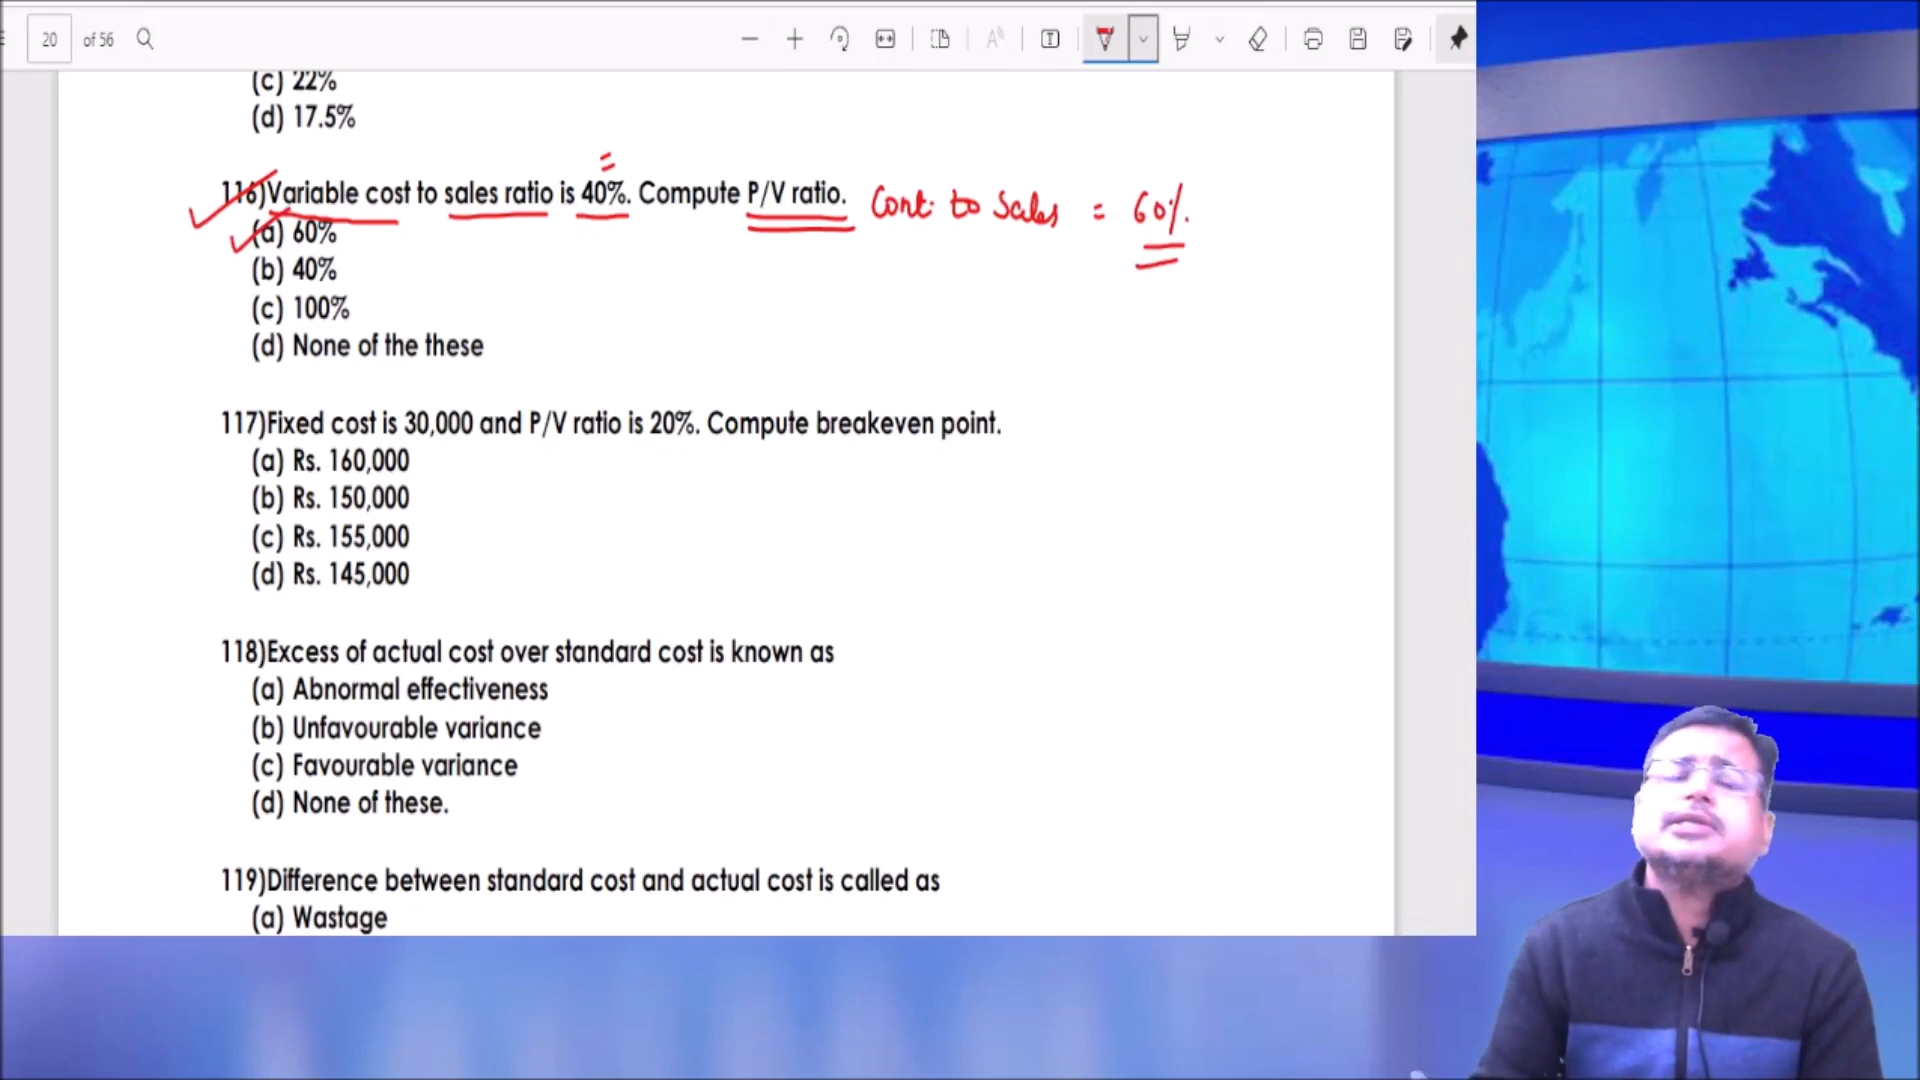 20 of 56
(c) 22%
(d) 17.5%
116)Variable cost to sales ratio is 40%. Compute P/V ratio. Cont. to Sales = 60%.
(a) 60%
(b) 40%
(c) 100%
(d) None of the these
117)Fixed cost is 30,000 and P/V ratio is 20%. Compute breakeven point.
(a) Rs. 160,000
(b) Rs. 150,000
(c) Rs. 155,000
(d) Rs. 145,000
118)Excess of actual cost over standard cost is known as
(a) Abnormal effectiveness
(b) Unfavourable variance
(c) Favourable variance
(d) None of these.
119)Difference between standard cost and actual cost is called as
(a) Wastage